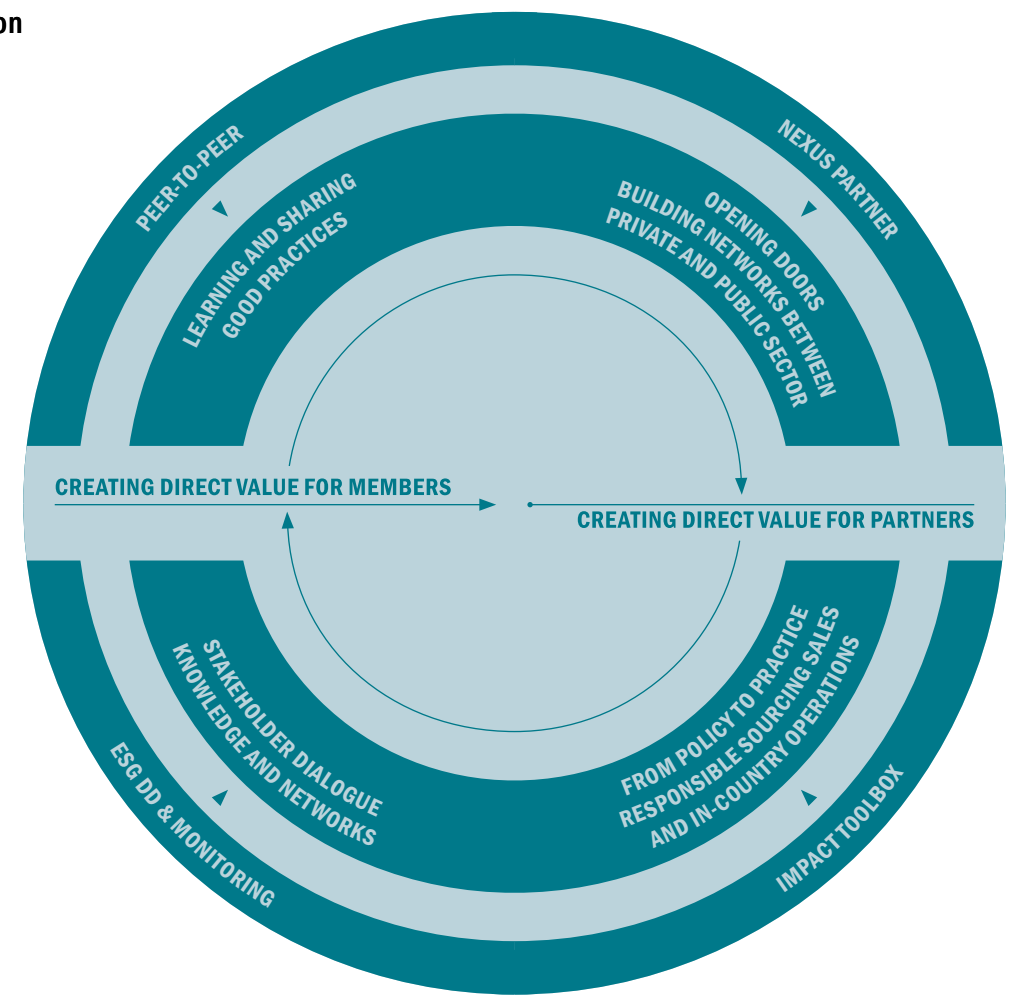 on
PEER-TO-PEER
LEARNING AND SHARING
GOOD PRACTICES
NEXUS PARTNER
OPENING DOORS
BUILDING NETWORKS BETWEEN
PRIVATE AND PUBLIC SECTOR
CREATING DIRECT VALUE FOR MEMBERS
CREATING DIRECT VALUE FOR PARTNERS
STAKEHOLDER DIALOGUE
KNOWLEDGE AND NETWORKS
ESG DD & MONITORING
FROM POLICY TO PRACTICE
RESPONSIBLE SOURCING SALES
AND IN-COUNTRY OPERATIONS
IMPACT TOOLBOX